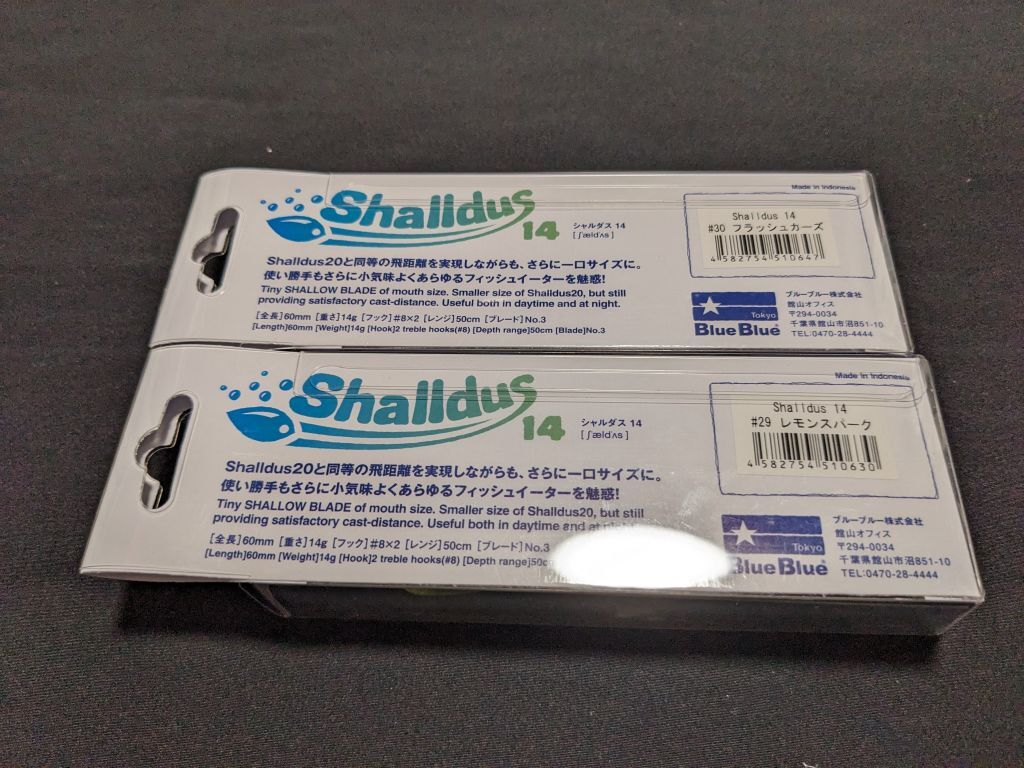 Made in Indonesia
Shalldus
14
シャルダス 14
[ʃældʌs]
Shalldus 14
#30 フラッシュカーズ
4 582754 510647
Shalldus20と同等の飛距離を実現しながらも、さらに一口サイズに。
使い勝手もさらに小気味よくあらゆるフィッシュイーターを魅惑!
Tiny SHALLOW BLADE of mouth size. Smaller size of Shalldus20, but still
providing satisfactory cast-distance. Useful both in daytime and at night.
[全長]60mm [重さ]14g [フック]#8×2 [レンジ]50cm [ブレード]No.3
[Length]60mm [Weight]14g [Hook]2 treble hooks(#8) [Depth range]50cm [Blade]No.3
Tokyo
BlueBlue
ブルーブルー株式会社
館山オフィス
〒294-0034
千葉県館山市沼851-10
TEL:0470-28-4444
Made in Indonesia
Shalldus
14
シャルダス 14
[ʃældʌs]
Shalldus 14
#29 レモンスパーク
4 582754 510630
Shalldus20と同等の飛距離を実現しながらも、さらに一口サイズに。
使い勝手もさらに小気味よくあらゆるフィッシュイーターを魅惑!
Tiny SHALLOW BLADE of mouth size. Smaller size of Shalldus20, but still
providing satisfactory cast-distance. Useful both in daytime and at night.
[全長]60mm [重さ]14g [フック]#8×2 [レンジ]50cm [ブレード]No.3
[Length]60mm [Weight]14g [Hook]2 treble hooks(#8) [Depth range]50c
Tokyo
BlueBlue
ブルーブルー株式会社
館山オフィス
〒294-0034
千葉県館山市沼851-10
TEL:0470-28-4444